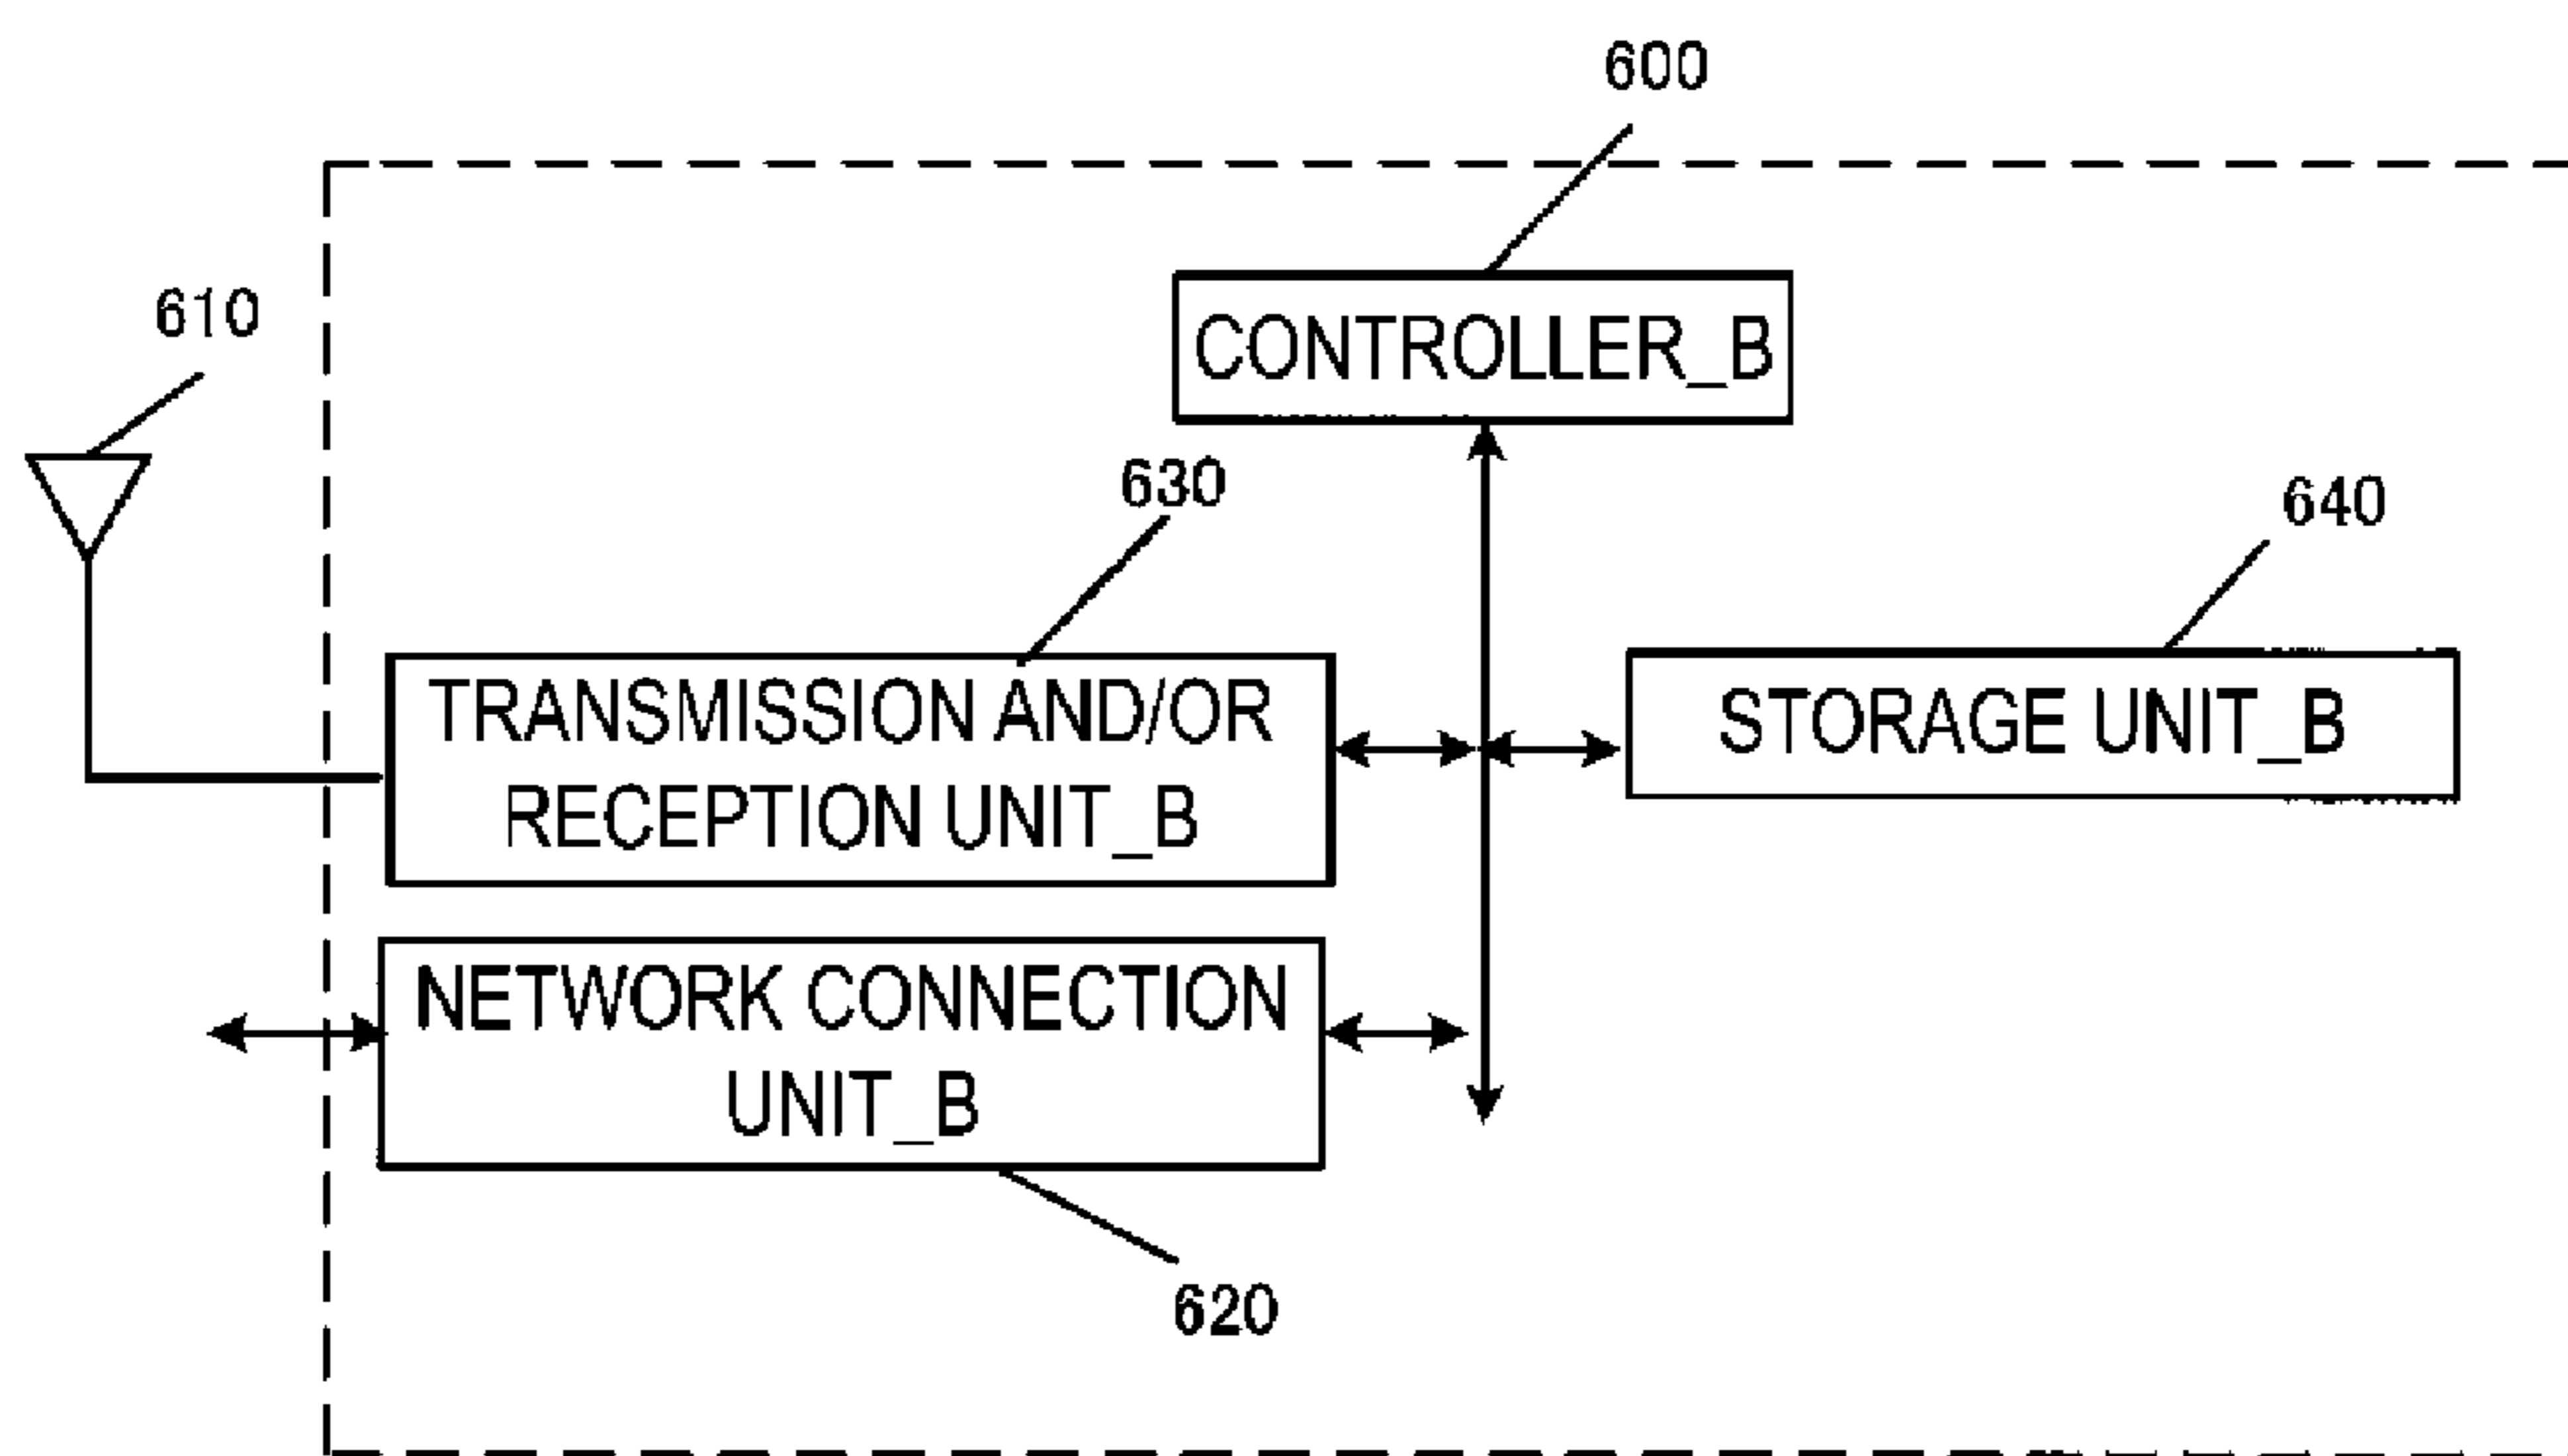 600
610
CONTROLLER_B
630
640
TRANSMISSION AND/OR
RECEPTION UNIT_B
STORAGE UNIT_B
NETWORK CONNECTION
UNIT_B
620